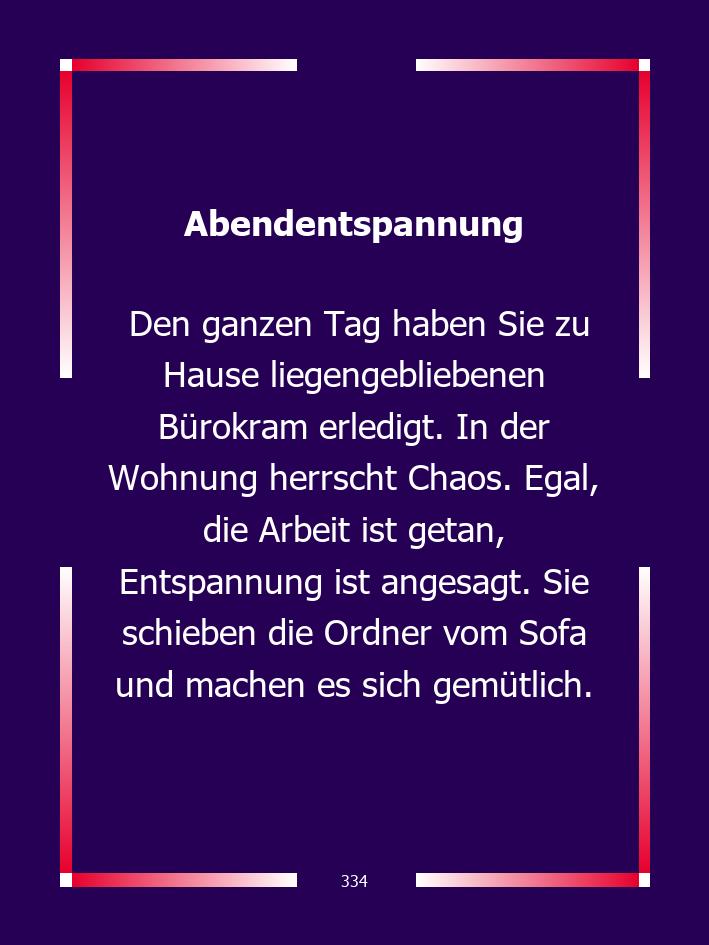 Abendentspannung
Den ganzen Tag haben Sie zu
Hause liegengebliebenen
Bürokram erledigt. In der
Wohnung herrscht Chaos. Egal,
die Arbeit ist getan,
Entspannung ist angesagt. Sie
schieben die Ordner vom Sofa
und machen es sich gemütlich.
334